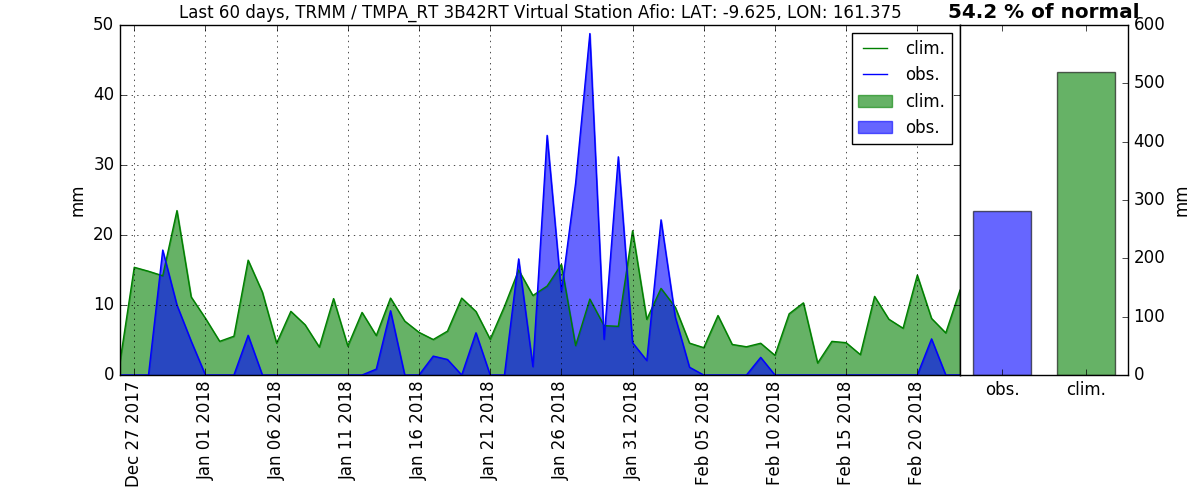 Last 60 days, TRMM / TMPA_RT 3B42RT Virtual Station Afio: LAT: -9.625, LON: 161.375
54.2 % of normal
50
40
30
20
10
0
mm
clim.
obs.
clim.
obs.
600
500
400
300
200
100
0
mm
obs.
clim.
Dec 27 2017
Jan 01 2018
Jan 06 2018
Jan 11 2018
Jan 16 2018
Jan 21 2018
Jan 26 2018
Jan 31 2018
Feb 05 2018
Feb 10 2018
Feb 15 2018
Feb 20 2018